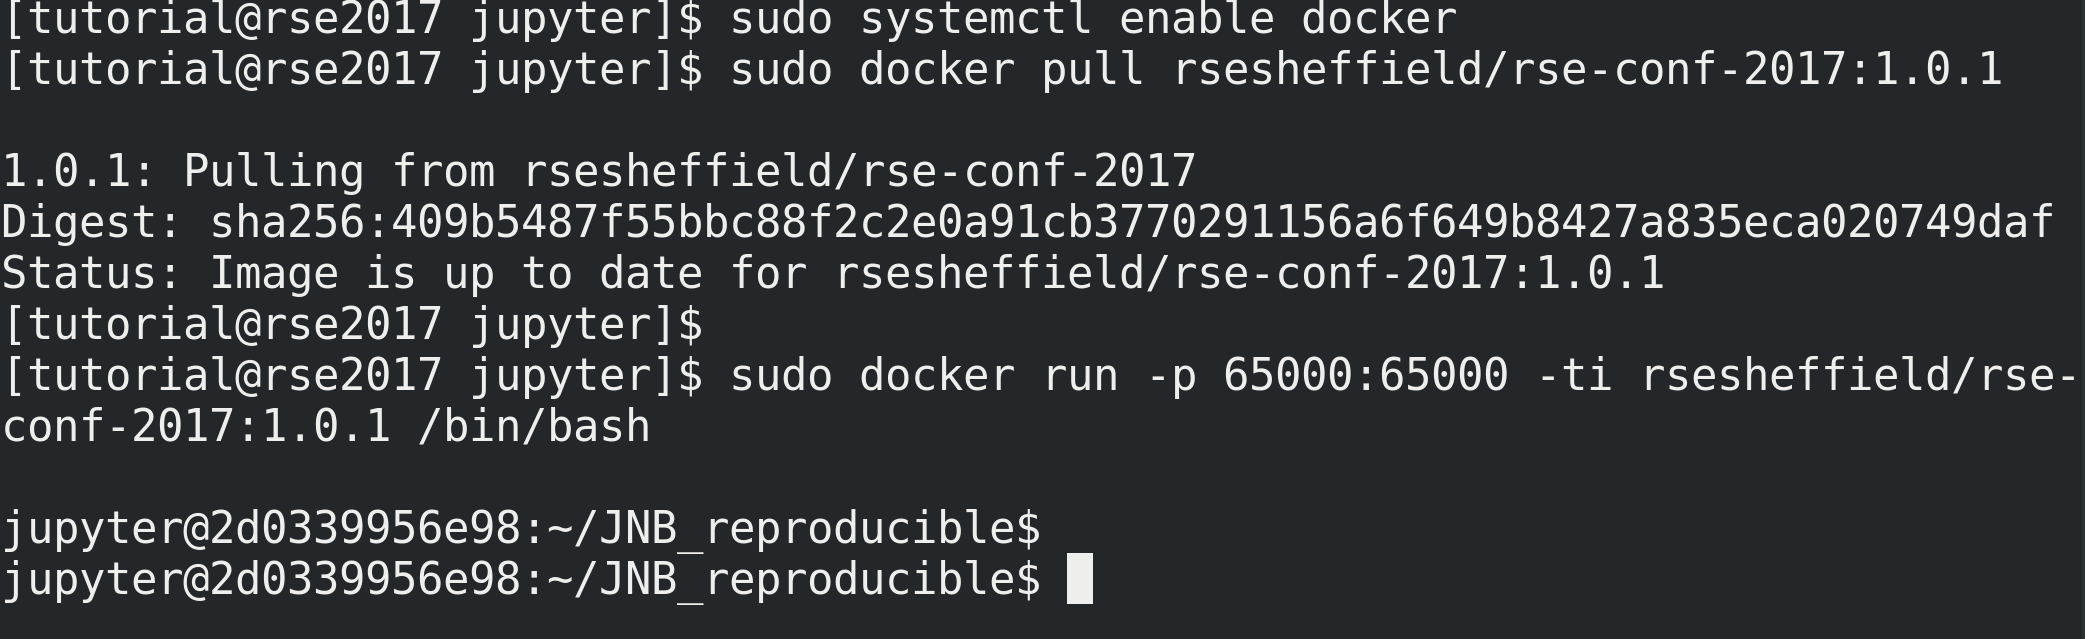 [tutorial@rse2017 jupyter]$ sudo systemctl enable docker
[tutorial@rse2017 jupyter]$ sudo docker pull rsesheffield/rse-conf-2017:1.0.1
1.0.1: Pulling from rsesheffield/rse-conf-2017
Digest: sha256:409b5487f55bbc88f2c2e0a91cb3770291156a6f649b8427a835eca020749daf
Status: Image is up to date for rsesheffield/rse-conf-2017:1.0.1
[tutorial@rse2017 jupyter]$
[tutorial@rse2017 jupyter]$ sudo docker run -p 65000:65000 -ti rsesheffield/rse-
conf-2017:1.0.1 /bin/bash
jupyter@2d0339956e98:~/JNB_reproducible$
jupyter@2d0339956e98:~/JNB_reproducible$